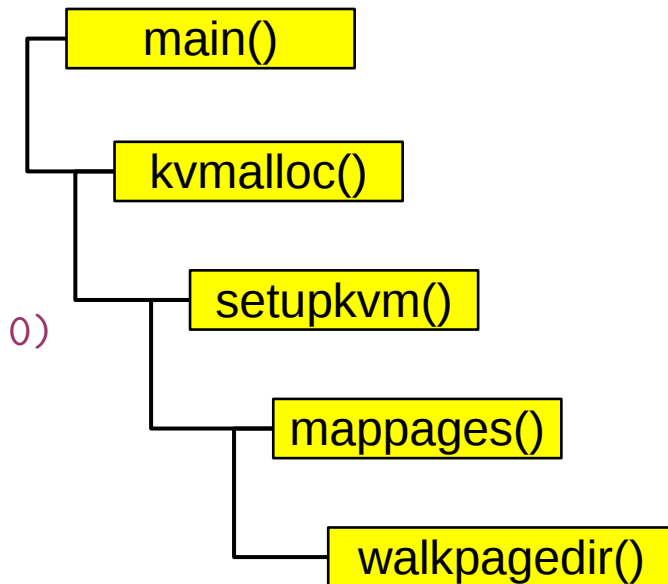 main()
kvmalloc()
setupkvm()
0)
mappages()
walkpagedir()